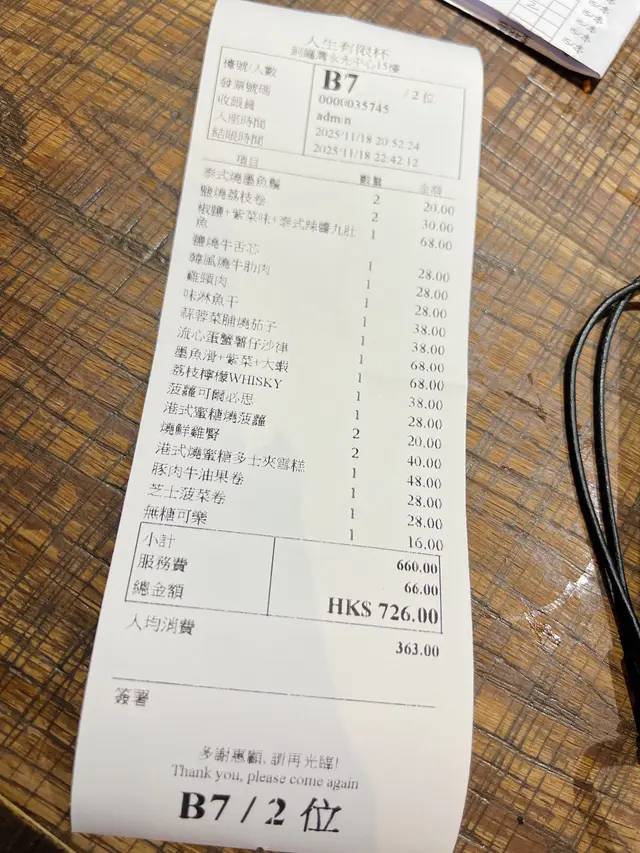 人生有限杯
銅鑼灣永光中心15樓
檯號/人數 B7 / 2 位
發單號碼 0000035745
收銀員 admin
入座時間 2025/11/18 20:52:24
結賬時間 2025/11/18 22:42:12
項目 數量 金額
泰式燒墨魚鬚 2 20.00
鹽燒荔枝卷 2 30.00
椒鹽+紫菜味+泰式辣醬九肚魚 1 68.00
鹽燒牛舌芯 1 28.00
韓風燒牛肋肉 1 28.00
雞頸肉 1 28.00
味淋魚干 1 38.00
蒜蓉菜脯燒茄子 1 38.00
流心蛋蟹薯仔沙律 1 68.00
墨魚滑+紫菜+大蝦 1 68.00
荔枝檸檬WHISKY 1 38.00
菠蘿可爾必思 1 28.00
港式蜜糖燒菠蘿 2 20.00
燒鮮雞腎 2 40.00
港式燒蜜糖多士夾雪糕 1 48.00
豚肉牛油果卷 1 28.00
芝士菠菜卷 1 28.00
無糖可樂 1 16.00
小計 660.00
服務費 66.00
總金額 HK$ 726.00
人均消費 363.00
簽署
多謝惠顧, 請再光臨!
Thank you, please come again
B7 / 2 位